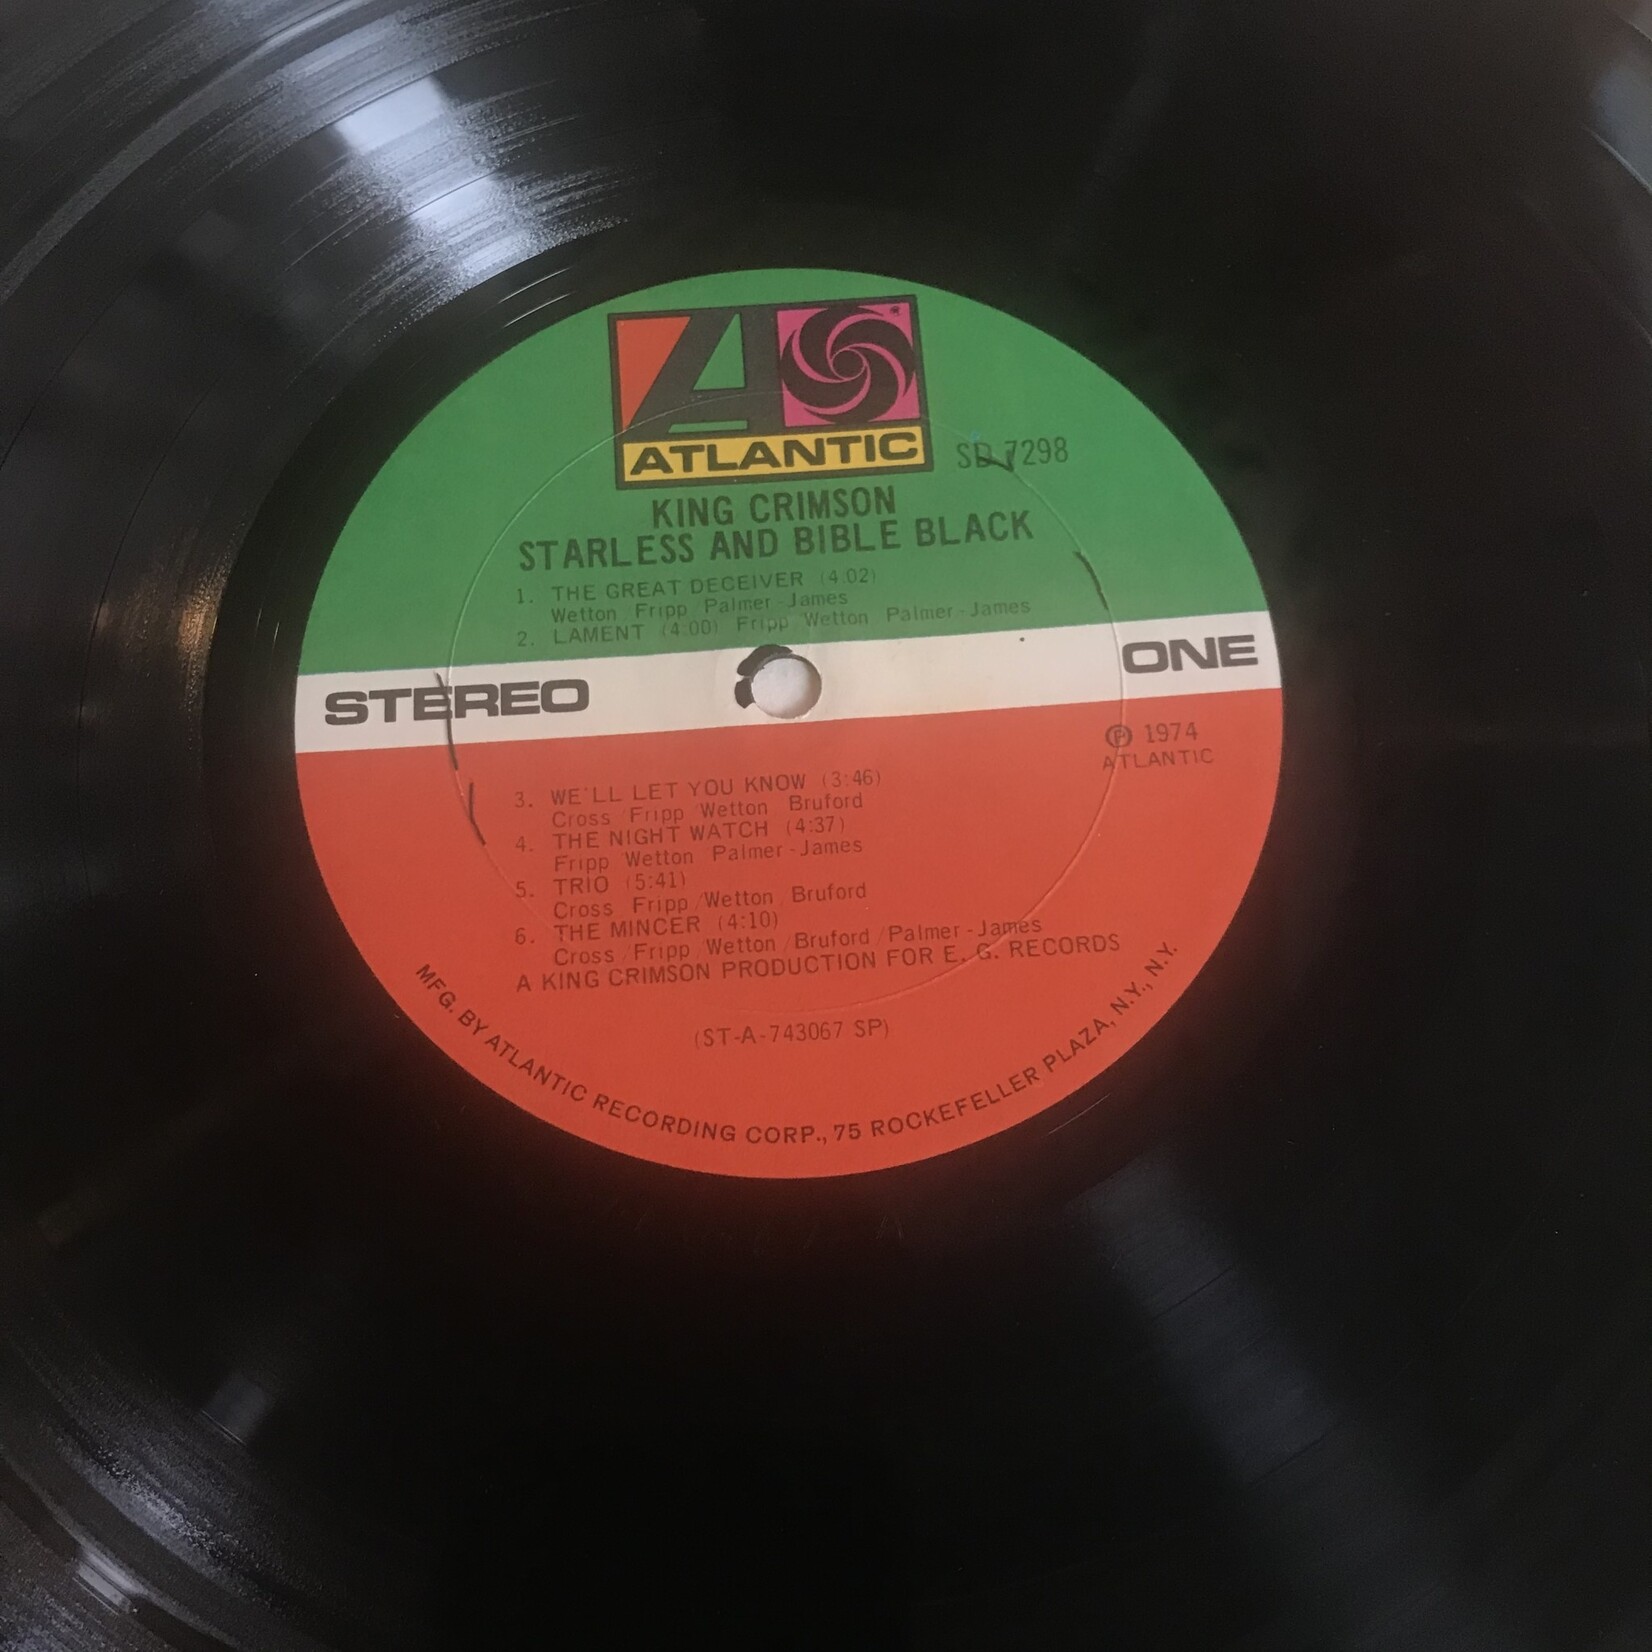 ATLANTIC
SD 7298
KING CRIMSON
STARLESS AND BIBLE BLACK
1. THE GREAT DECEIVER (4:02)
Wetton/Fripp/Palmer-James
2. LAMENT (4:00) Fripp/Wetton/Palmer-James
STEREO
ONE
Ⓟ 1974
ATLANTIC
3. WE'LL LET YOU KNOW (3:46)
Cross/Fripp/Wetton/Bruford
4. THE NIGHT WATCH (4:37)
Fripp/Wetton/Palmer-James
5. TRIO (5:41)
Cross/Fripp/Wetton/Bruford
6. THE MINCER (4:10)
Cross/Fripp/Wetton/Bruford/Palmer-James
A KING CRIMSON PRODUCTION FOR E. G. RECORDS
(ST-A-743067 SP)
MFG. BY ATLANTIC RECORDING CORP., 75 ROCKEFELLER PLAZA, N.Y., N.Y.